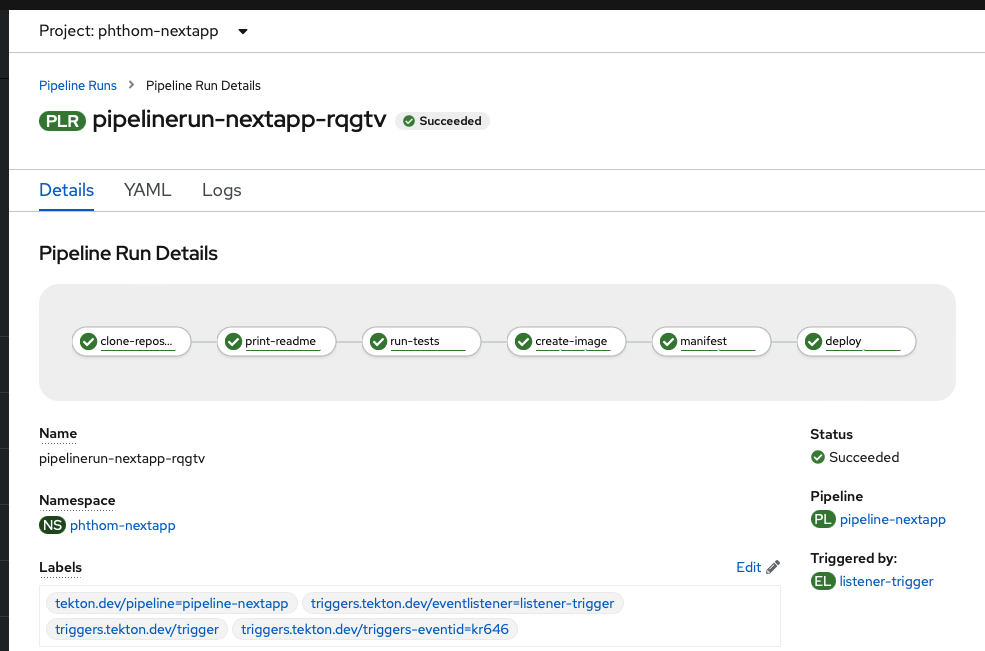 Project: phthom-nextapp
Pipeline Runs > Pipeline Run Details
PLR pipelinerun-nextapp-rqgtv Succeeded
Details YAML Logs
Pipeline Run Details
clone-repos... print-readme run-tests create-image manifest deploy
Name
pipelinerun-nextapp-rqgtv
Namespace
NS phthom-nextapp
Labels Edit
tekton.dev/pipeline=pipeline-nextapp triggers.tekton.dev/eventlistener=listener-trigger
triggers.tekton.dev/trigger triggers.tekton.dev/triggers-eventid=kr646
Status
Succeeded
Pipeline
PL pipeline-nextapp
Triggered by:
EL listener-trigger